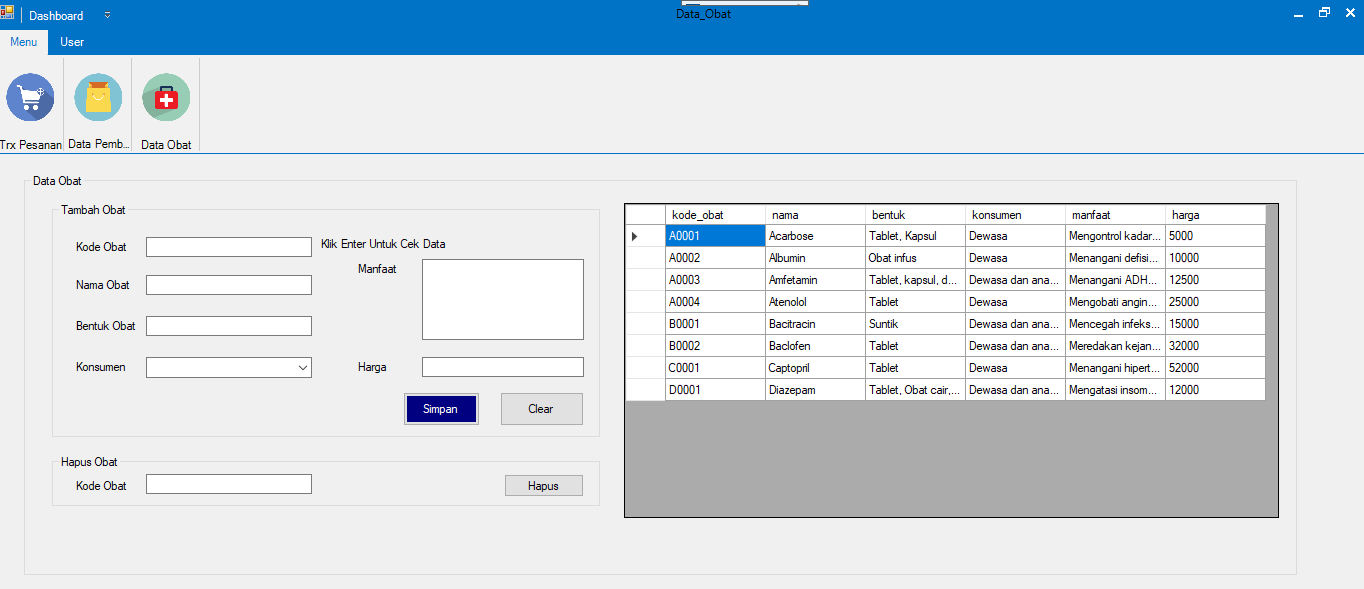 Dashboard
Data_Obat
Menu User
Trx Pesanan Data Pemb... Data Obat
Data Obat
Tambah Obat
Kode Obat
Klik Enter Untuk Cek Data
Manfaat
Nama Obat
Bentuk Obat
Konsumen
Harga
Simpan Clear
Hapus Obat
Kode Obat
Hapus
kode_obat nama bentuk konsumen manfaat harga
A0001 Acarbose Tablet, Kapsul Dewasa Mengontrol kadar... 5000
A0002 Albumin Obat infus Dewasa Menangani defisi... 10000
A0003 Amfetamin Tablet, kapsul, d... Dewasa dan ana... Menangani ADH... 12500
A0004 Atenolol Tablet Dewasa Mengobati angin... 25000
B0001 Bacitracin Suntik Dewasa dan ana... Mencegah infeks... 15000
B0002 Baclofen Tablet Dewasa dan ana... Meredakan kejan... 32000
C0001 Captopril Tablet Dewasa Menangani hipert... 52000
D0001 Diazepam Tablet, Obat cair,... Dewasa dan ana... Mengatasi insom... 12000